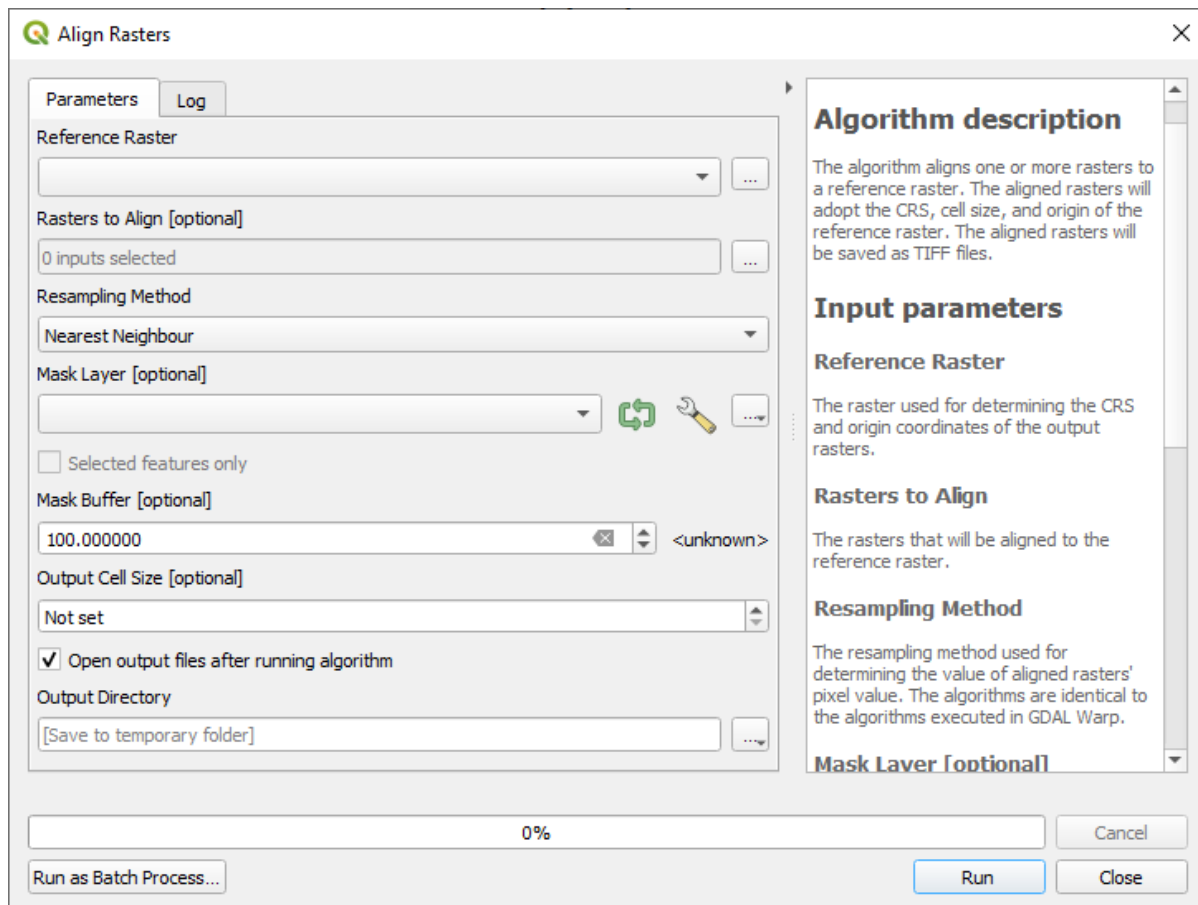 Align Rasters
Parameters
Log
Reference Raster
...
Rasters to Align [optional]
0 inputs selected
...
Resampling Method
Nearest Neighbour
Mask Layer [optional]
...
Selected features only
Mask Buffer [optional]
100.000000
<unknown>
Output Cell Size [optional]
Not set
Open output files after running algorithm
Output Directory
[Save to temporary folder]
...
Algorithm description
The algorithm aligns one or more rasters to
a reference raster. The aligned rasters will
adopt the CRS, cell size, and origin of the
reference raster. The aligned rasters will
be saved as TIFF files.
Input parameters
Reference Raster
The raster used for determining the CRS
and origin coordinates of the output
rasters.
Rasters to Align
The rasters that will be aligned to the
reference raster.
Resampling Method
The resampling method used for
determining the value of aligned rasters'
pixel value. The algorithms are identical to
the algorithms executed in GDAL Warp.
Mask Layer [optional]
0%
Cancel
Run as Batch Process...
Run
Close